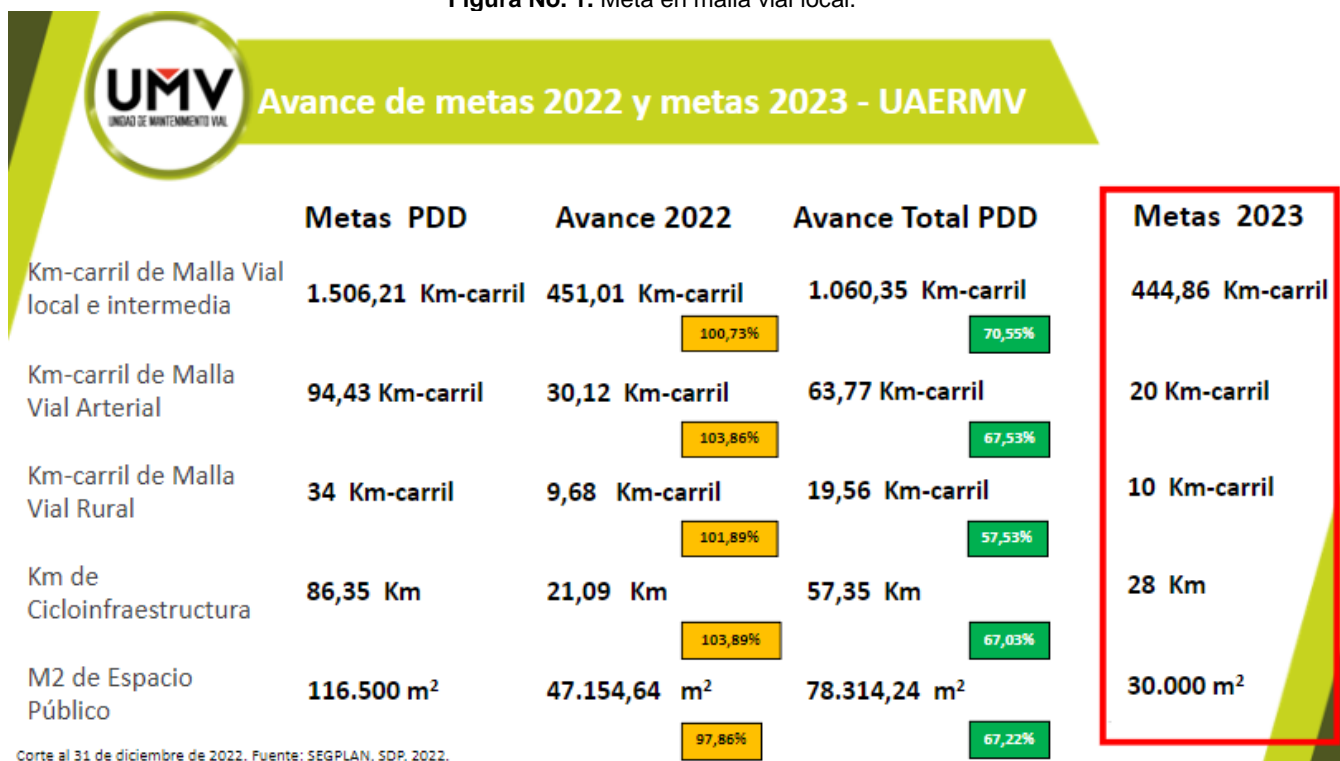 Figura No. 1. Meta en malla vial local.
UMV
UNIDAD DE MANTENIMIENTO VIAL
Avance de metas 2022 y metas 2023 - UAERMV
Metas PDD Avance 2022 Avance Total PDD Metas 2023
Km-carril de Malla Vial
local e intermedia
1.506,21 Km-carril 451,01 Km-carril 1.060,35 Km-carril 444,86 Km-carril
100,73% 70,55%
Km-carril de Malla
Vial Arterial
94,43 Km-carril 30,12 Km-carril 63,77 Km-carril 20 Km-carril
103,86% 67,53%
Km-carril de Malla
Vial Rural
34 Km-carril 9,68 Km-carril 19,56 Km-carril 10 Km-carril
101,89% 57,53%
Km de
Cicloinfraestructura
86,35 Km 21,09 Km 57,35 Km 28 Km
103,89% 67,03%
M2 de Espacio
Público
116.500 m² 47.154,64 m² 78.314,24 m² 30.000 m²
97,86% 67,22%
Corte al 31 de diciembre de 2022. Fuente: SEGPLAN. SDP. 2022.